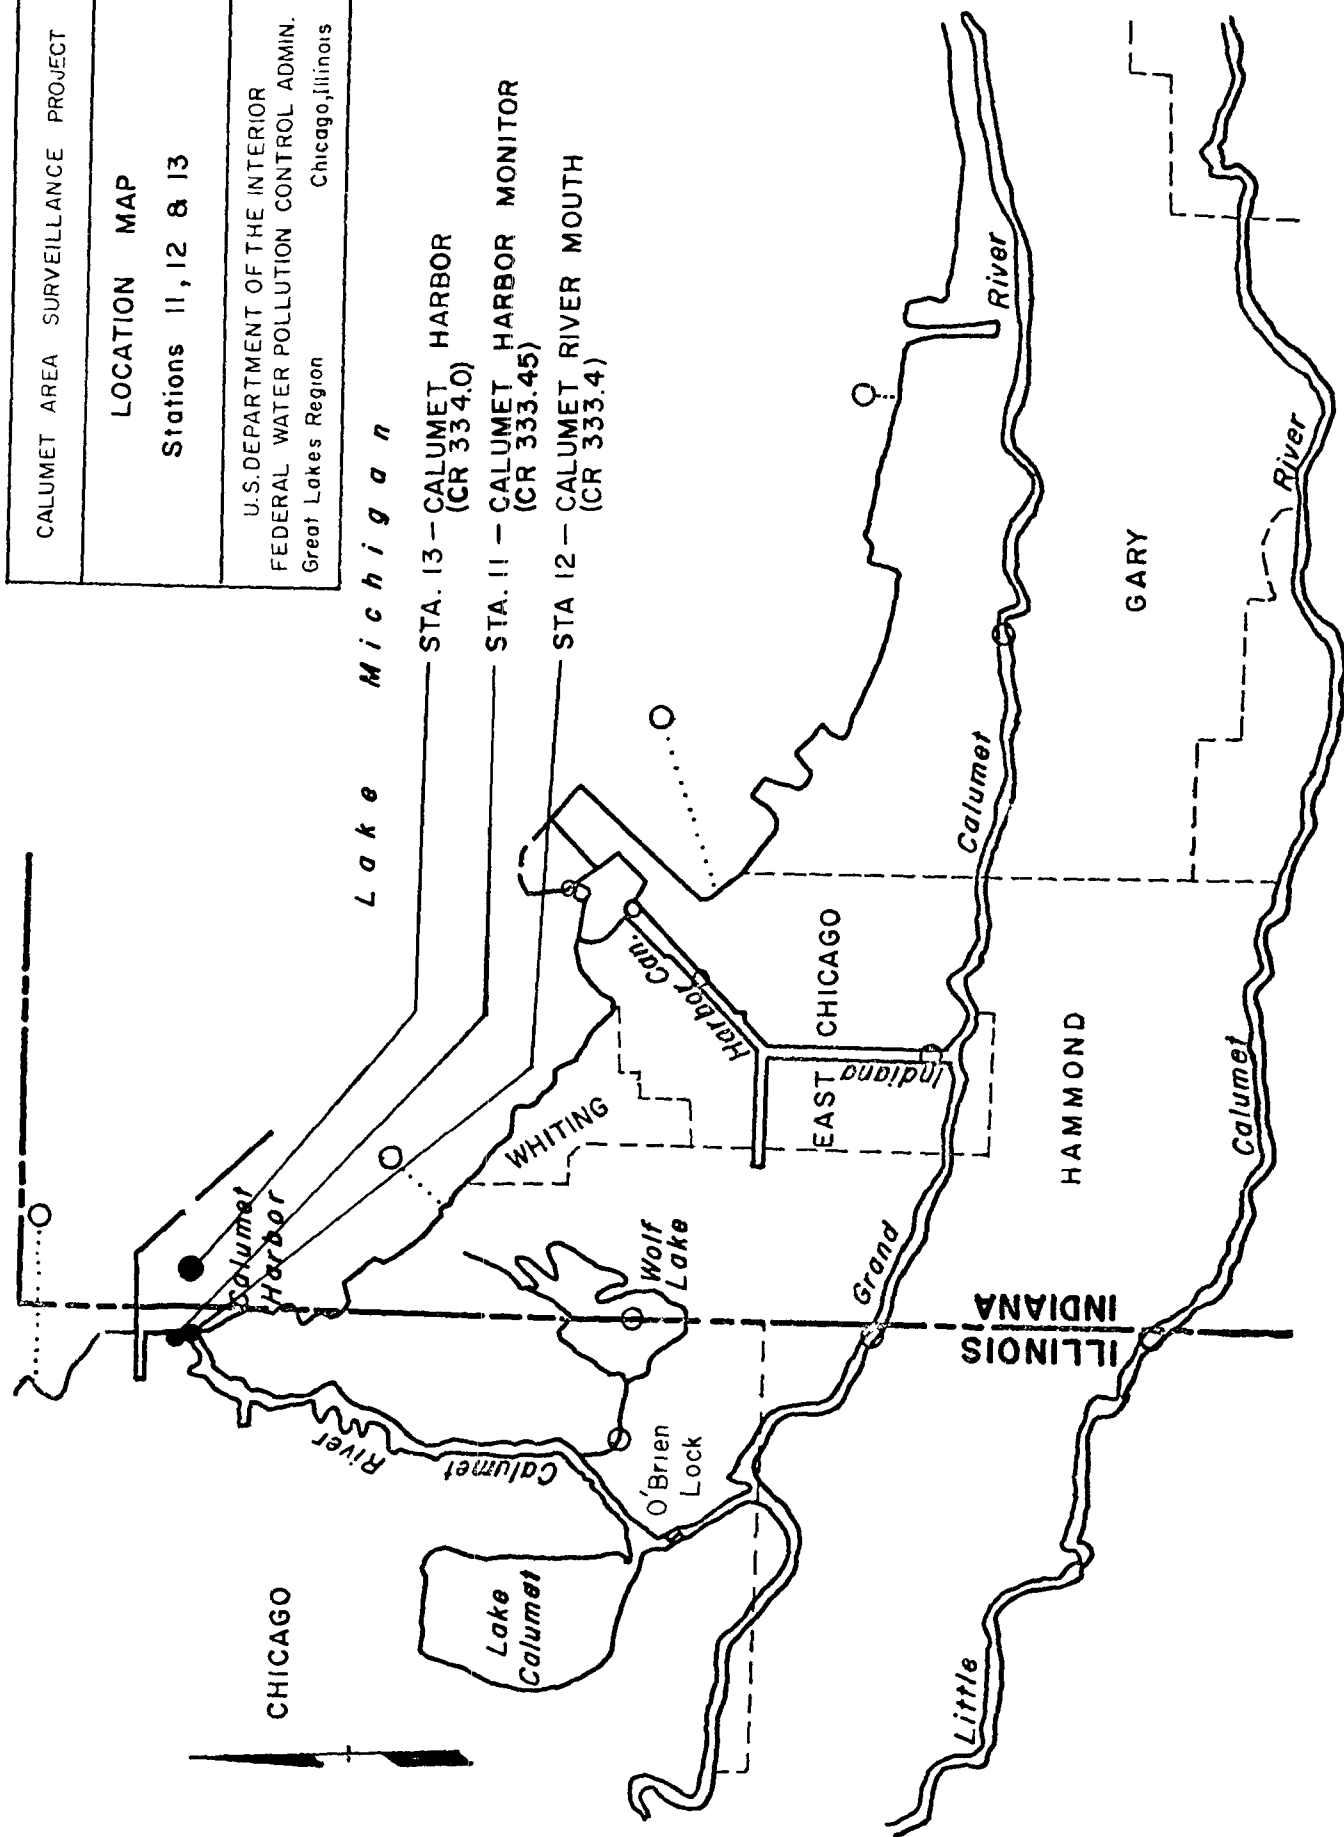 CALUMET AREA SURVEILLANCE PROJECT
LOCATION MAP
Stations 11, 12 & 13
U.S. DEPARTMENT OF THE INTERIOR
FEDERAL WATER POLLUTION CONTROL ADMIN.
Great Lakes Region Chicago, Illinois
Lake Michigan
STA. 13 - CALUMET HARBOR
(CR 334.0)
STA. 11 - CALUMET HARBOR MONITOR
(CR 333.45)
STA 12 - CALUMET RIVER MOUTH
(CR 333.4)
Calumet
Harbor
CHICAGO
River
Calumet
Lake
Calumet
O'Brien
Lock
Wolf
Lake
WHITING
Harbor Can.
Indiana
EAST CHICAGO
Grand
Calumet
River
ILLINOIS
INDIANA
HAMMOND
GARY
Little
Calumet
River